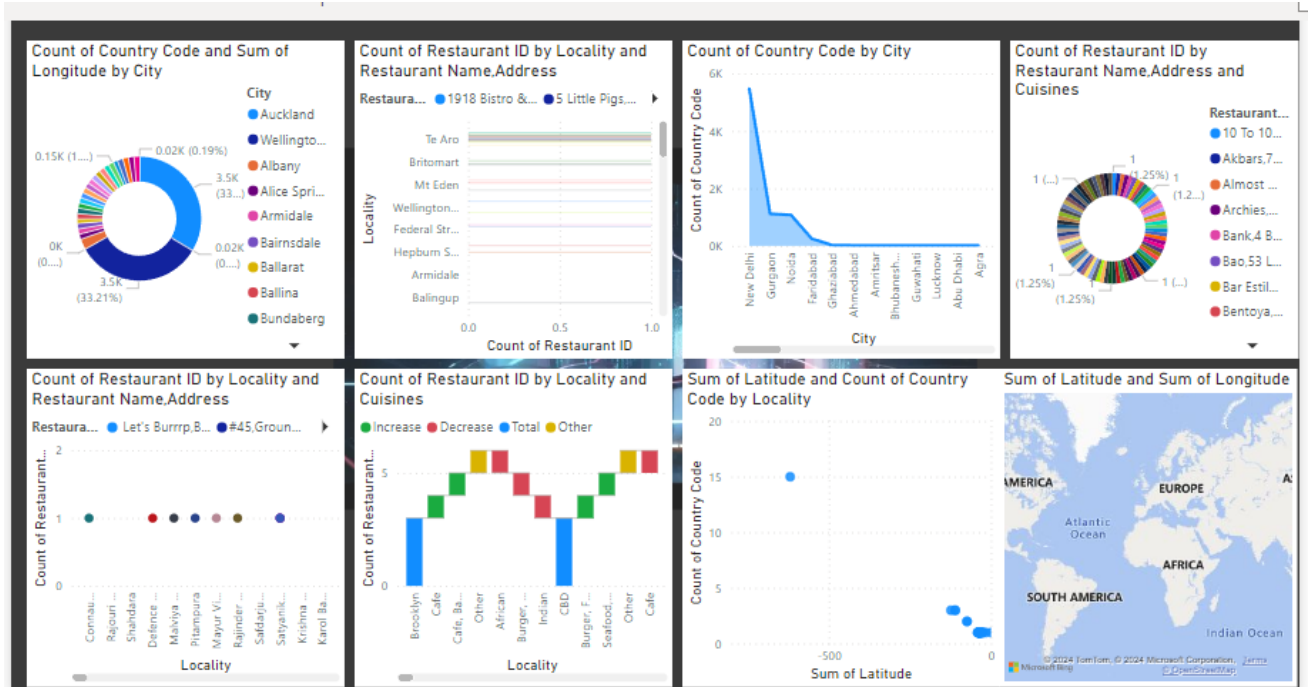 Count of Country Code and Sum of
Longitude by City
City
Auckland
Wellingto...
Albany
Alice Spri...
Armidale
Bairnsdale
Ballarat
Ballina
Bundaberg
0.15K (1....)
0.02K (0.19%)
3.5K
(33...)
0.02K
(0....)
0K
(0....)
3.5K
(33.21%)
Count of Restaurant ID by Locality and
Restaurant Name,Address
Restaura...
1918 Bistro &...
5 Little Pigs,...
Locality
Te Aro
Britomart
Mt Eden
Wellington...
Federal Str...
Hepburn S...
Armidale
Balingup
0.0
0.5
1.0
Count of Restaurant ID
Count of Country Code by City
Count of Country Code
6K
4K
2K
0K
New Delhi
Gurgaon
Noida
Faridabad
Ghaziabad
Ahmedabad
Amritsar
Bhubanesh...
Guwahati
Lucknow
Abu Dhabi
Agra
City
Count of Restaurant ID by
Restaurant Name,Address and
Cuisines
Restaurant...
10 To 10...
Akbars,7...
Almost ...
Archies,...
Bank,4 B...
Bao,53 L...
Bar Estil...
Bentoya,...
1
(1.25%)
1
(1.2...)
1 (...)
1 (...)
1
(1.25%)
1
(1.25%)
Count of Restaurant ID by Locality and
Restaurant Name,Address
Restaura...
Let's Burrrp,B...
#45,Groun...
Count of Restaurant...
2
1
0
Connau...
Rajouri ...
Shahdara
Defence ...
Malviya ...
Pitampura
Mayur Vi...
Rajinder ...
Safdarju...
Satyanik...
Krishna ...
Karol Ba...
Locality
Count of Restaurant ID by Locality and
Cuisines
Increase
Decrease
Total
Other
Count of Restaurant...
5
0
Brooklyn
Cafe
Cafe, Ba...
Other
African
Burger, ...
Indian
CBD
Burger, F...
Seafood,...
Other
Cafe
Locality
Sum of Latitude and Count of Country
Code by Locality
Count of Country Code
20
15
10
5
0
-500
0
Sum of Latitude
Sum of Latitude and Sum of Longitude
AMERICA
EUROPE
AS
Atlantic
Ocean
AFRICA
SOUTH AMERICA
Indian Ocean
Microsoft Bing
© 2024 TomTom, © 2024 Microsoft Corporation, Terms
© OpenStreetMap